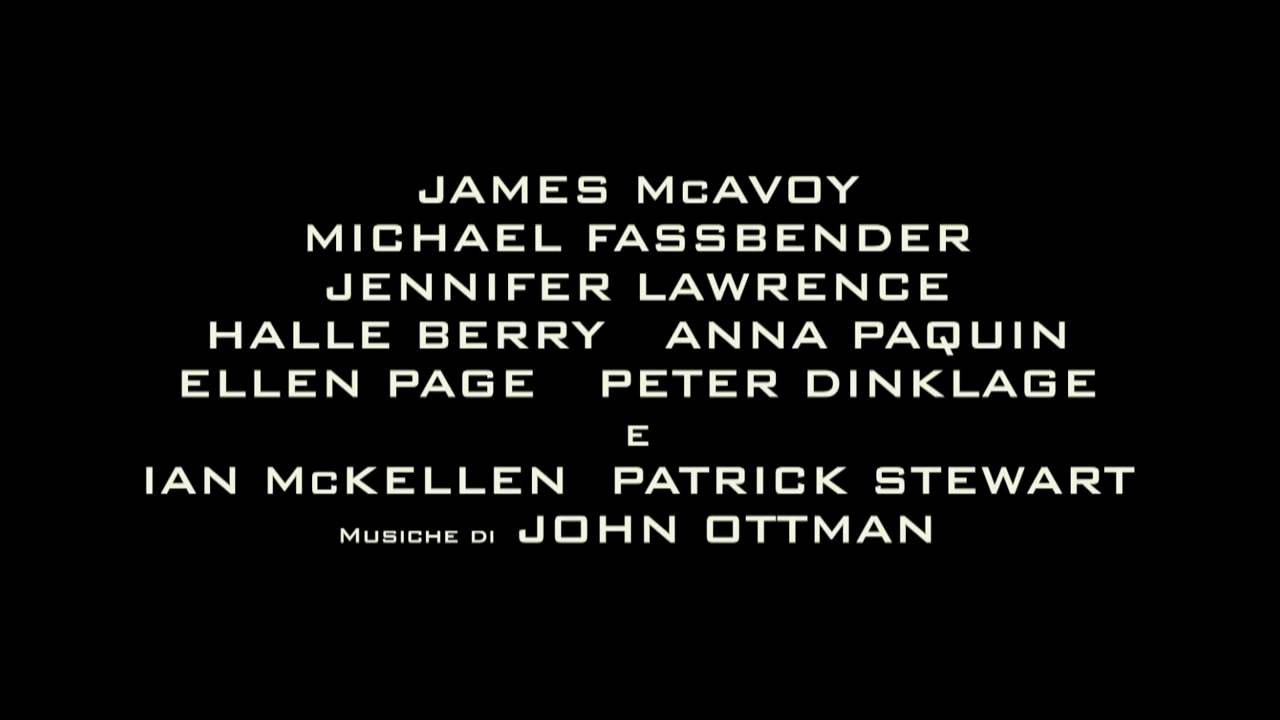 JAMES McAVOY
MICHAEL FASSBENDER
JENNIFER LAWRENCE
HALLE BERRY ANNA PAQUIN
ELLEN PAGE PETER DINKLAGE
E
IAN McKELLEN PATRICK STEWART
MUSICHE DI JOHN OTTMAN